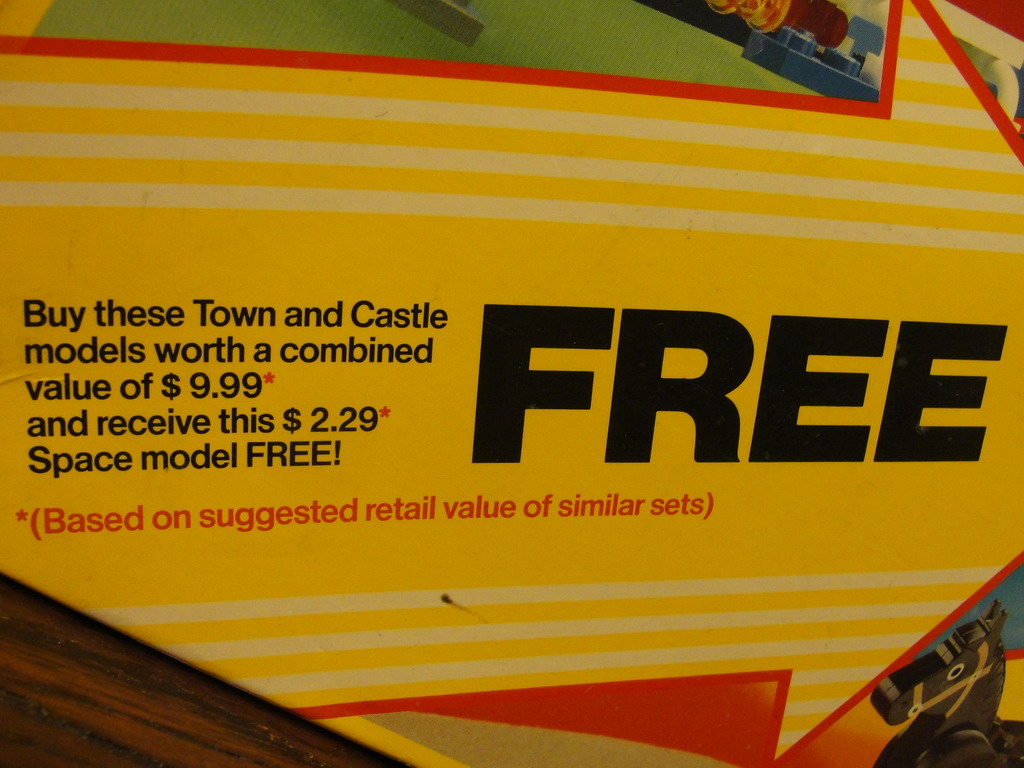 Buy these Town and Castle
models worth a combined
value of $ 9.99*
and receive this $ 2.29*
Space model FREE!
FREE
*(Based on suggested retail value of similar sets)